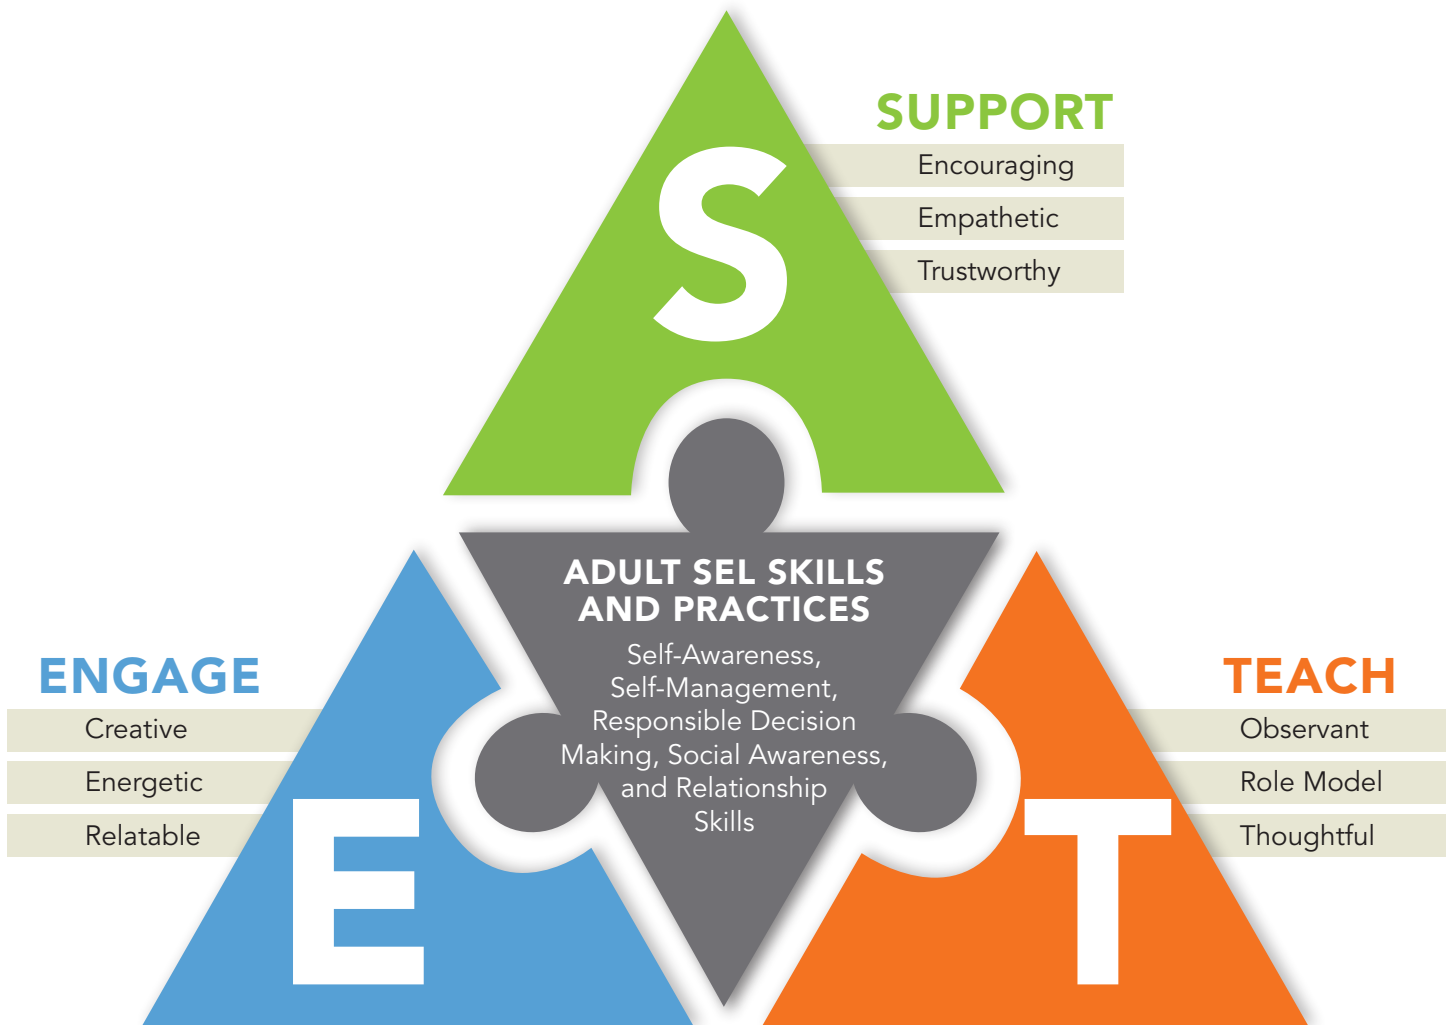 SUPPORT
Encouraging
Empathetic
Trustworthy
S
ADULT SEL SKILLS
AND PRACTICES
Self-Awareness,
Self-Management,
Responsible Decision
Making, Social Awareness,
and Relationship
Skills
ENGAGE
Creative
Energetic
Relatable
E
TEACH
Observant
Role Model
Thoughtful
T